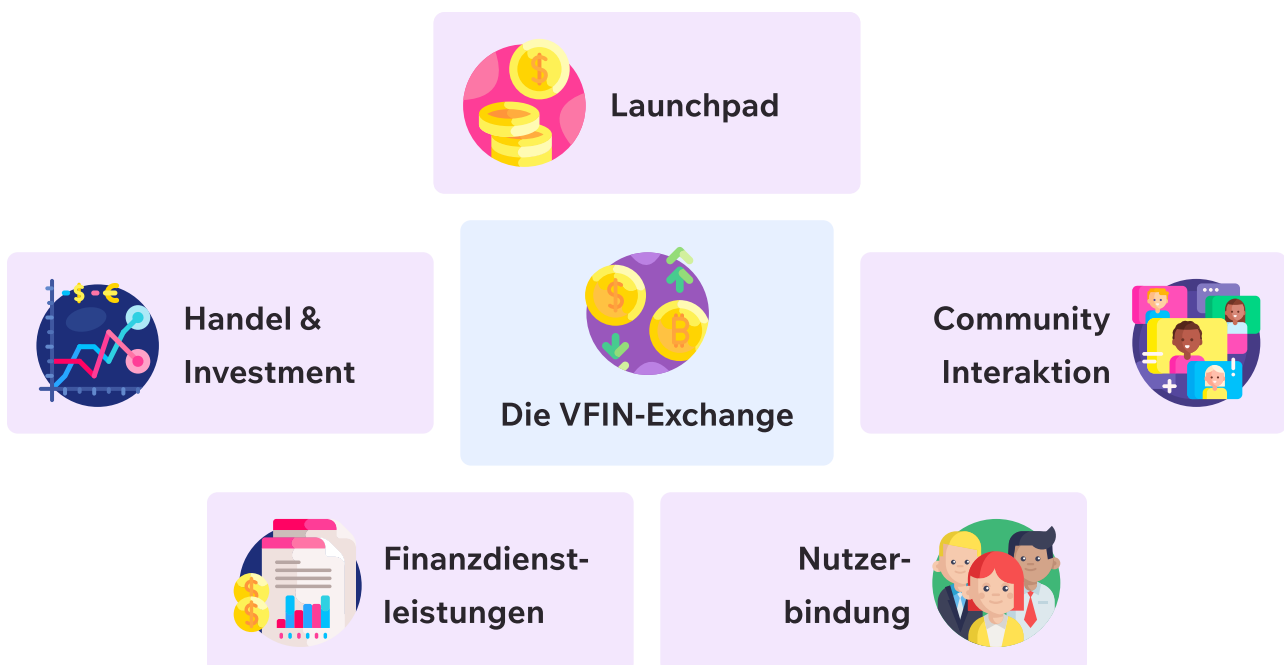 Launchpad
Handel &
Investment
Die VFIN-Exchange
Community
Interaktion
Finanzdienst-
leistungen
Nutzer-
bindung